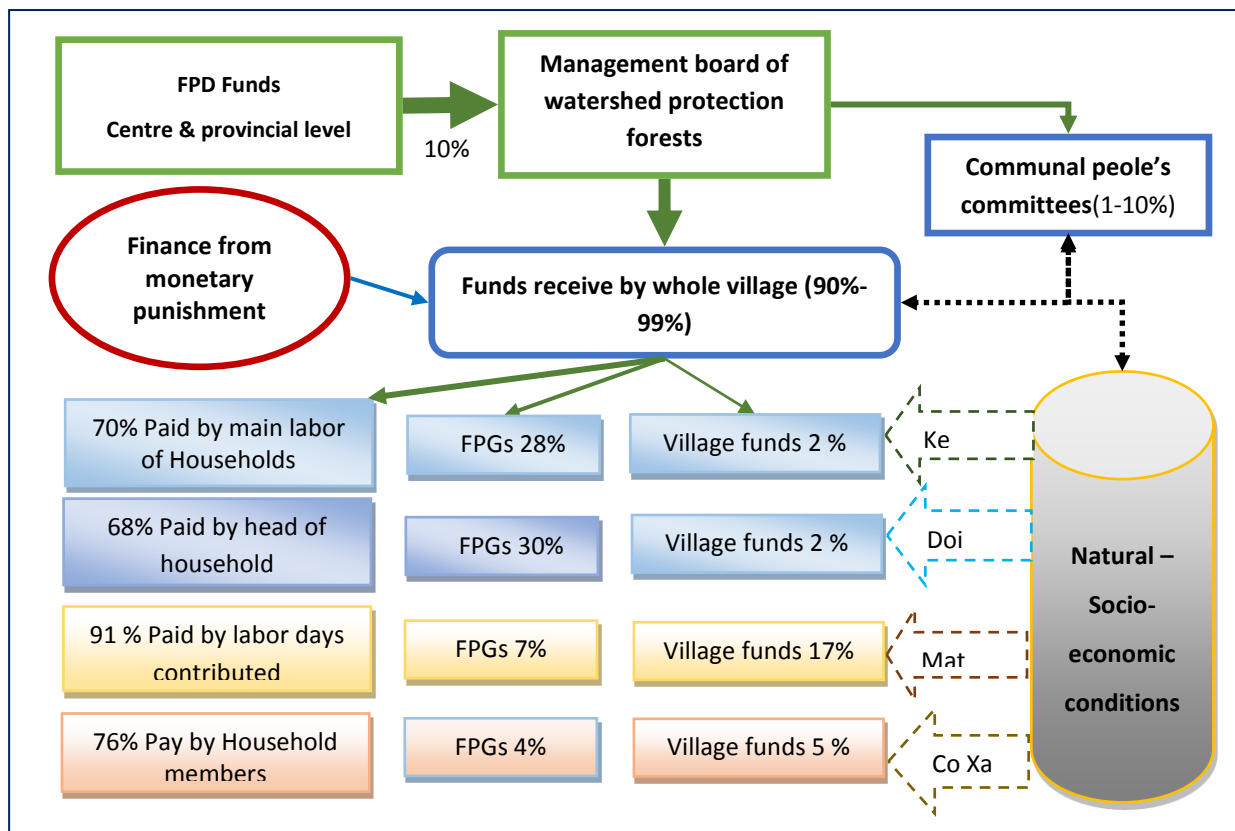 FPD Funds
Centre & provincial level
10%
Management board of
watershed protection
forests
Communal peole's
committees(1-10%)
Finance from
monetary
punishment
Funds receive by whole village (90%-
99%)
70% Paid by main labor
of Households
FPGs 28%
Village funds 2 %
Ke
68% Paid by head of
household
FPGs 30%
Village funds 2 %
Doi
91 % Paid by labor days
contributed
FPGs 7%
Village funds 17%
Mat
76% Pay by Household
members
FPGs 4%
Village funds 5 %
Co Xa
Natural –
Socio-
economic
conditions